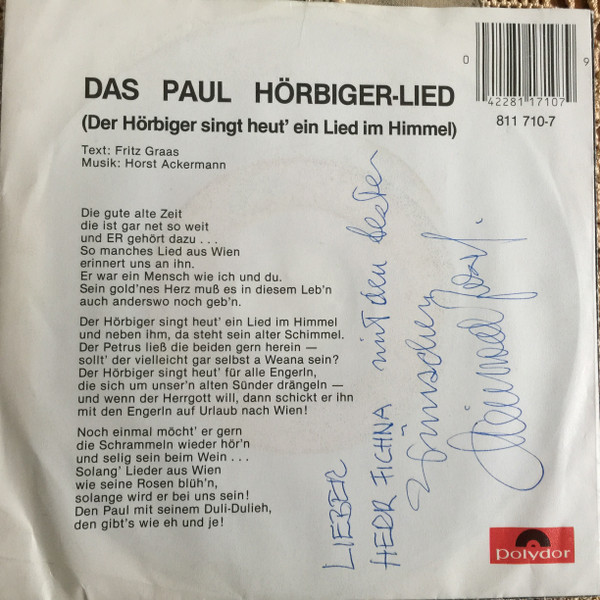 DAS PAUL HÖRBIGER-LIED
(Der Hörbiger singt heut' ein Lied im Himmel)
Text: Fritz Graas
Musik: Horst Ackermann
0
9
42281 17107
811 710-7
Die gute alte Zeit
die ist gar net so weit
und ER gehört dazu . . .
So manches Lied aus Wien
erinnert uns an ihn.
Er war ein Mensch wie ich und du.
Sein gold'nes Herz muß es in diesem Leb'n
auch anderswo noch geb'n.
Der Hörbiger singt heut' ein Lied im Himmel
und neben ihm, da steht sein alter Schimmel.
Der Petrus ließ die beiden gern herein —
sollt' der vielleicht gar selbst a Weana sein?
Der Hörbiger singt heut' für alle Engerln,
die sich um unser'n alten Sünder drängeln —
und wenn der Herrgott will, dann schickt er ihn
mit den Engerln auf Urlaub nach Wien!
Noch einmal möcht' er gern
die Schrammeln wieder hör'n
und selig sein beim Wein . . .
Solang' Lieder aus Wien
wie seine Rosen blüh'n,
solange wird er bei uns sein!
Den Paul mit seinem Duli-Dulieh,
den gibt's wie eh und je!
LIEBER
HERR FICHNA mit den besten
Wünschen
polydor